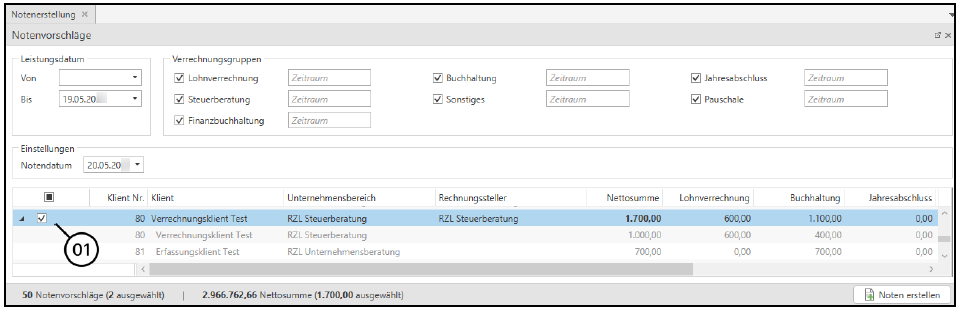 Notenerstellung
Notenvorschläge
Leistungsdatum
Verrechnungsgruppen
Von
Lohnverrechnung Zeitraum Buchhaltung Zeitraum Jahresabschluss Zeitraum
Bis 19.05.20
Steuerberatung Zeitraum Sonstiges Zeitraum Pauschale Zeitraum
Finanzbuchhaltung Zeitraum
Einstellungen
Notendatum 20.05.20
Klient Nr. Klient Unternehmensbereich Rechnungssteller Nettosumme Lohnverrechnung Buchhaltung Jahresabschluss
80 Verrechnungsklient Test RZL Steuerberatung RZL Steuerberatung 1.700,00 600,00 1.100,00 0,00
80 Verrechnungsklient Test RZL Steuerberatung 1.000,00 600,00 400,00 0,00
81 Erfassungsklient Test RZL Unternehmensberatung 700,00 0,00 700,00 0,00
01
50 Notenvorschläge (2 ausgewählt) | 2.966.762,66 Nettosumme (1.700,00 ausgewählt) Noten erstellen